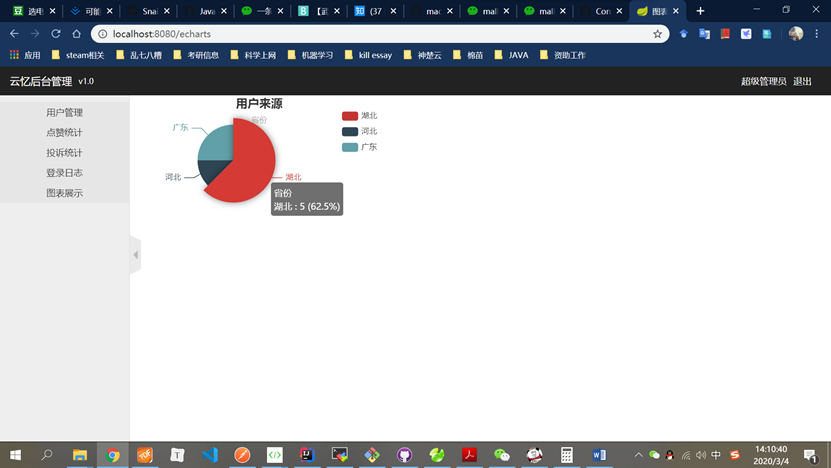 选电
可能
Snai
Java
一条
【武
(37
mac
mall
mall
Con
图表
localhost:8080/echarts
应用 steam相关 乱七八糟 考研信息 科学上网 机器学习 kill essay 神楚云 棉苗 JAVA 资助工作
云忆后台管理 v1.0 超级管理员 退出
用户管理
点赞统计
投诉统计
登录日志
图表展示
用户来源
省份
湖北
河北
广东
广东
河北
湖北
省份
湖北 : 5 (62.5%)
中
14:10:40
2020/3/4